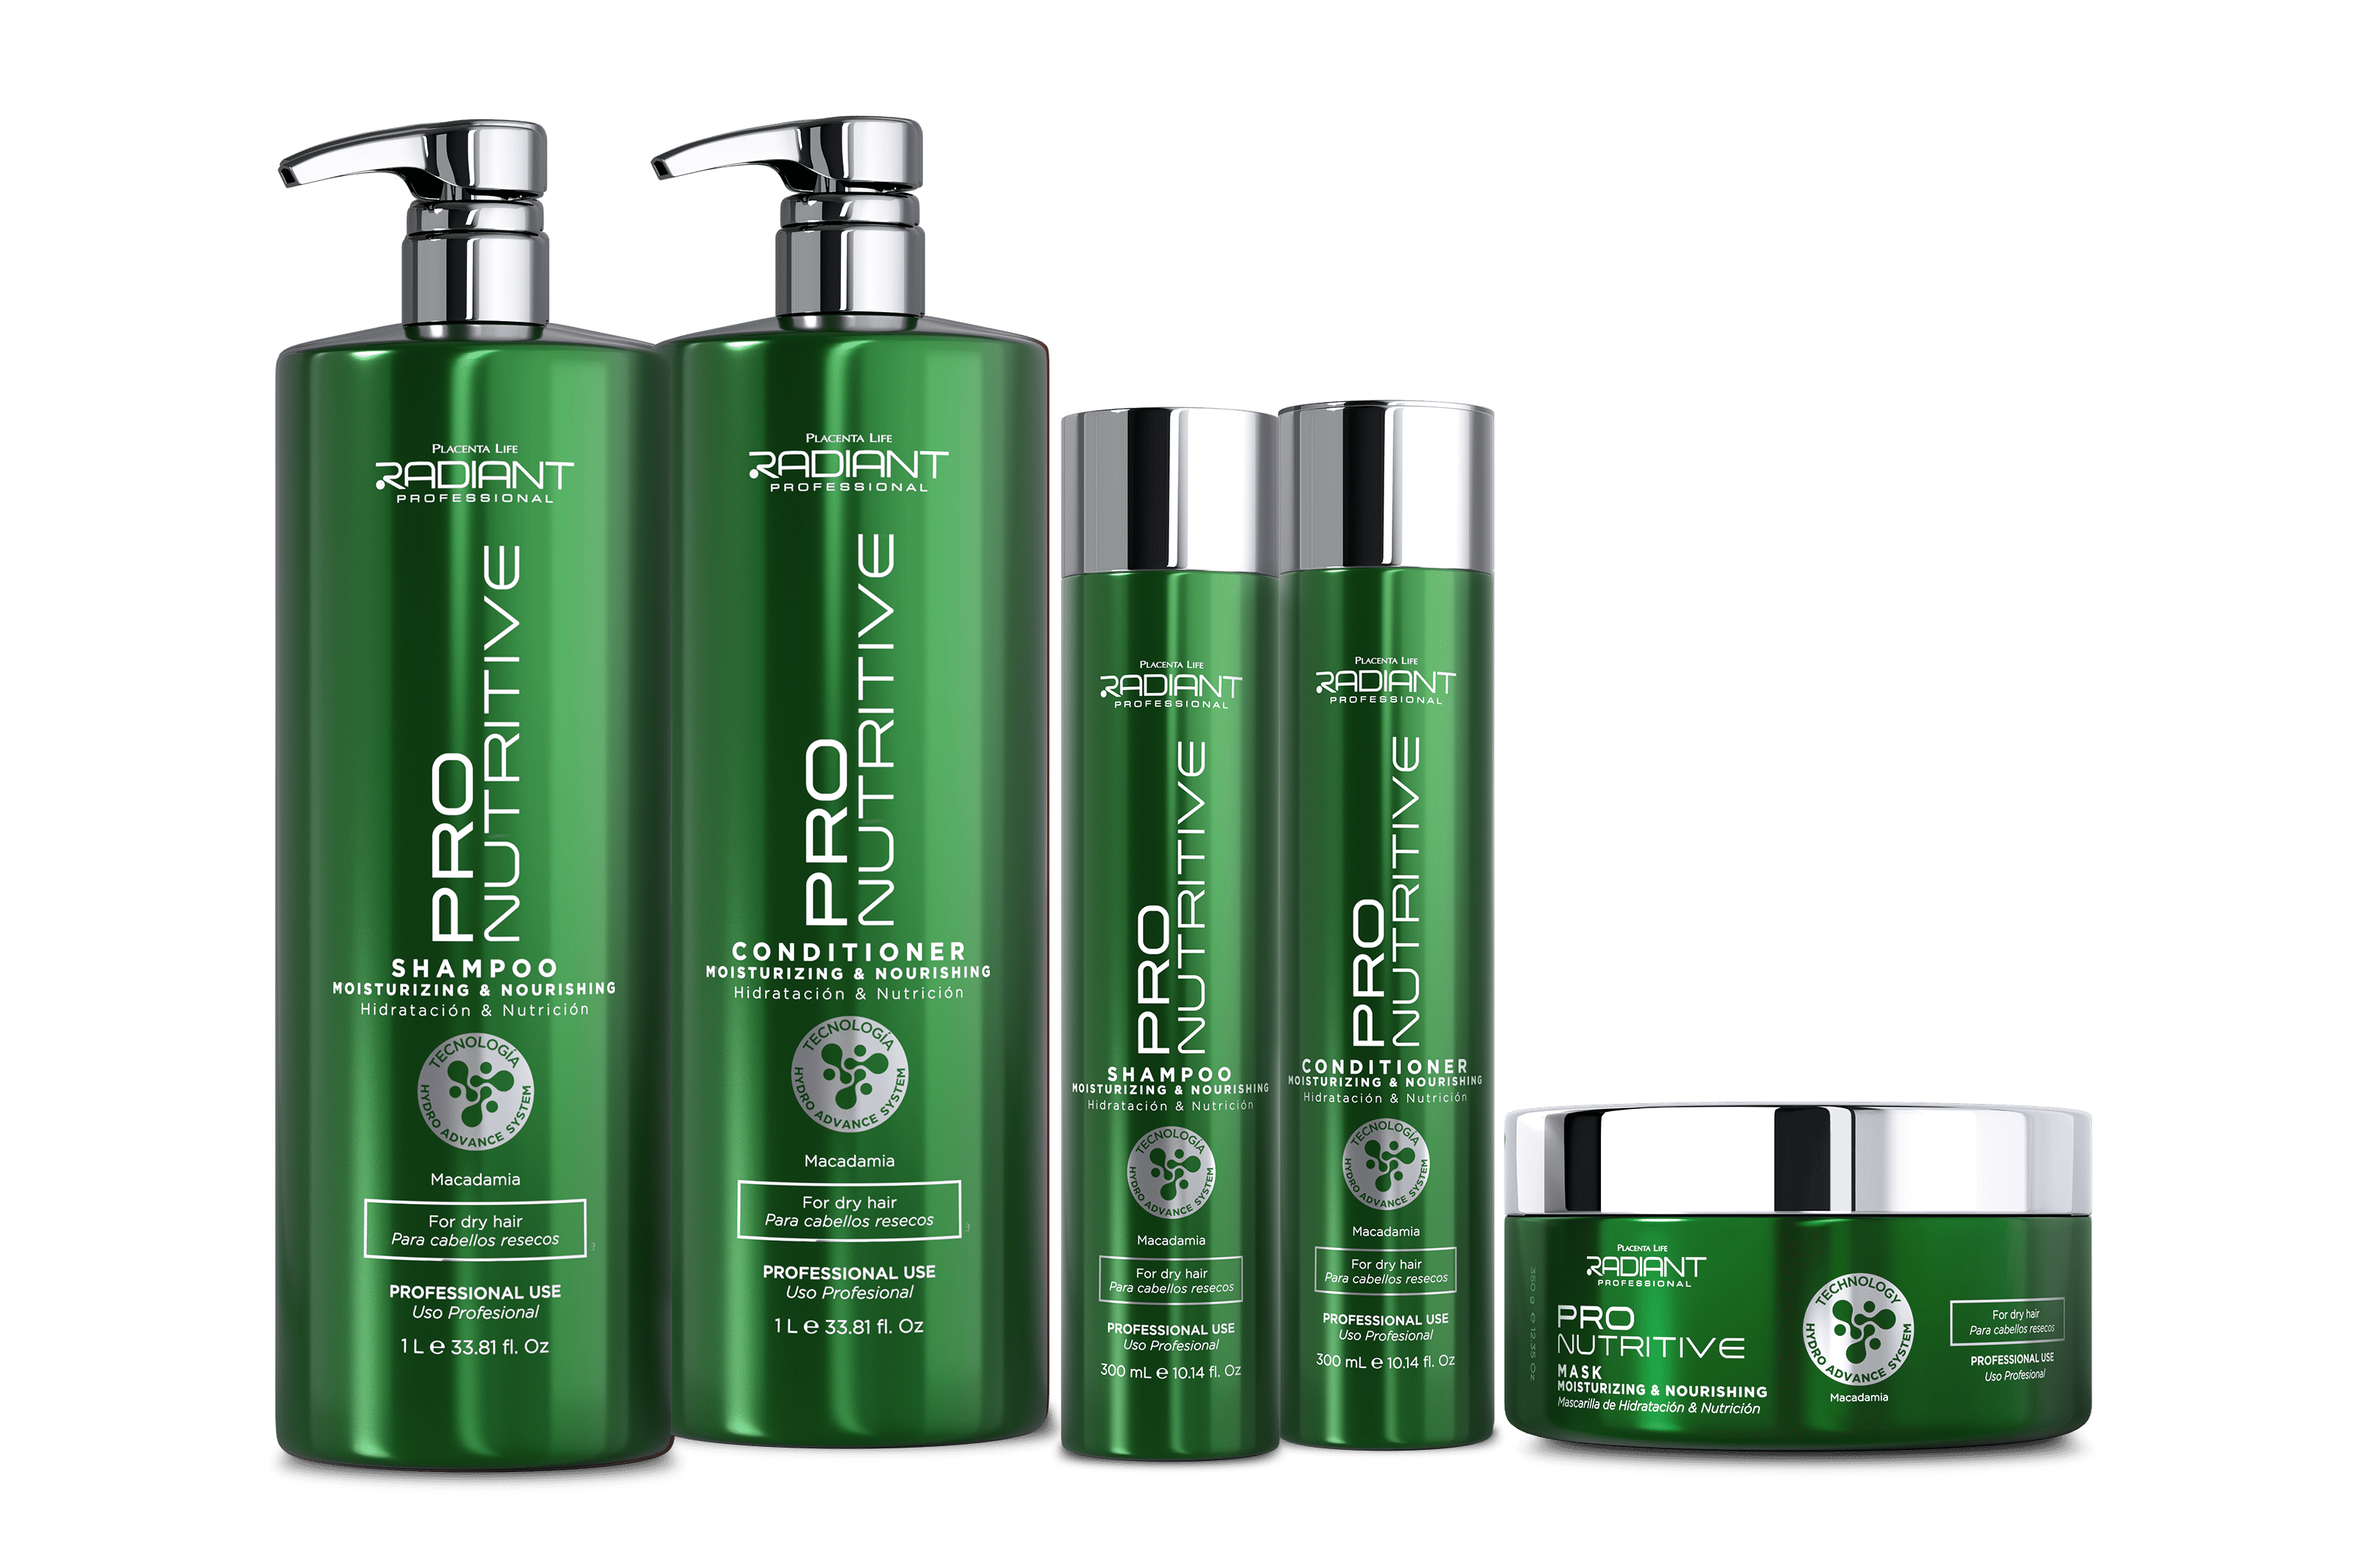 PLACENTA LIFE
RADIANT
PROFESSIONAL
PRO
NUTRITIVE
SHAMPOO
MOISTURIZING & NOURISHING
Hidratación & Nutrición
TECNOLOGÍA
HYDRO ADVANCE SYSTEM
Macadamia
For dry hair
Para cabellos resecos
PROFESSIONAL USE
Uso Profesional
1 L e 33.81 fl. Oz
PLACENTA LIFE
RADIANT
PROFESSIONAL
PRO
NUTRITIVE
CONDITIONER
MOISTURIZING & NOURISHING
Hidratación & Nutrición
TECNOLOGÍA
HYDRO ADVANCE SYSTEM
Macadamia
For dry hair
Para cabellos resecos
PROFESSIONAL USE
Uso Profesional
1 L e 33.81 fl. Oz
PLACENTA LIFE
RADIANT
PROFESSIONAL
PRO
NUTRITIVE
SHAMPOO
MOISTURIZING & NOURISHING
Hidratación & Nutrición
TECNOLOGÍA
HYDRO ADVANCE SYSTEM
Macadamia
For dry hair
Para cabellos resecos
PROFESSIONAL USE
Uso Profesional
300 mL e 10.14 fl. Oz
PLACENTA LIFE
RADIANT
PROFESSIONAL
PRO
NUTRITIVE
CONDITIONER
MOISTURIZING & NOURISHING
Hidratación & Nutrición
TECNOLOGÍA
HYDRO ADVANCE SYSTEM
Macadamia
For dry hair
Para cabellos resecos
PROFESSIONAL USE
Uso Profesional
300 mL e 10.14 fl. Oz
350 g e 12.35 Oz
PLACENTA LIFE
RADIANT
PROFESSIONAL
PRO
NUTRITIVE
MASK
MOISTURIZING & NOURISHING
Mascarilla de Hidratación & Nutrición
TECHNOLOGY
HYDRO ADVANCE SYSTEM
Macadamia
For dry hair
Para cabellos resecos
PROFESSIONAL USE
Uso Profesional